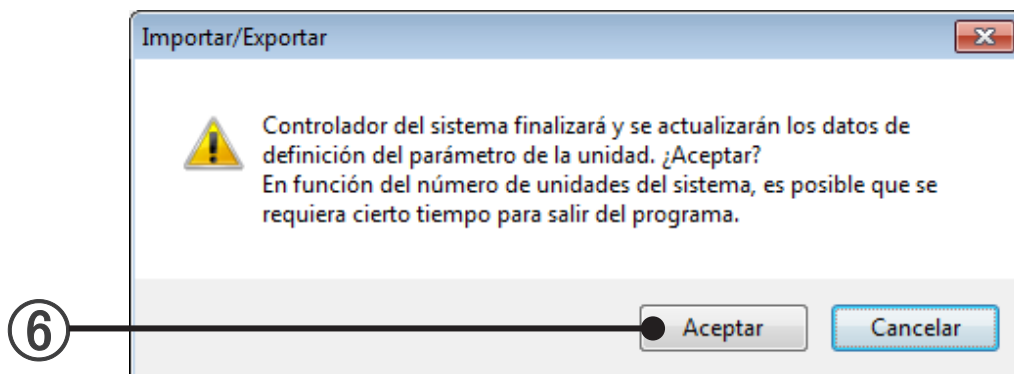 Importar/Exportar
Controlador del sistema finalizará y se actualizarán los datos de
definición del parámetro de la unidad. ¿Aceptar?
En función del número de unidades del sistema, es posible que se
requiera cierto tiempo para salir del programa.
⑥ Aceptar Cancelar